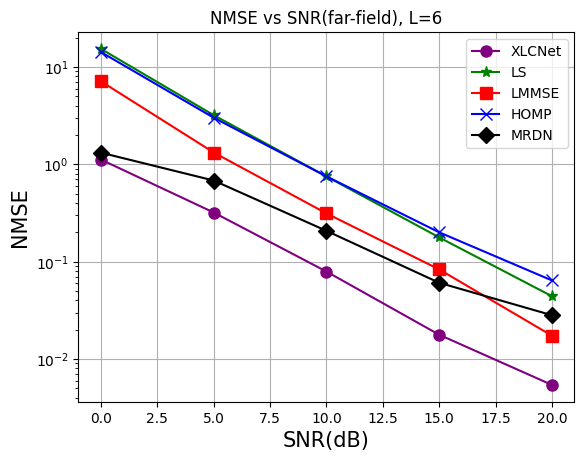 NMSE vs SNR(far-field), L=6
XLCNet
LS
LMMSE
HOMP
MRDN
NMSE
10¹
10⁰
10⁻¹
10⁻²
0.0 2.5 5.0 7.5 10.0 12.5 15.0 17.5 20.0
SNR(dB)